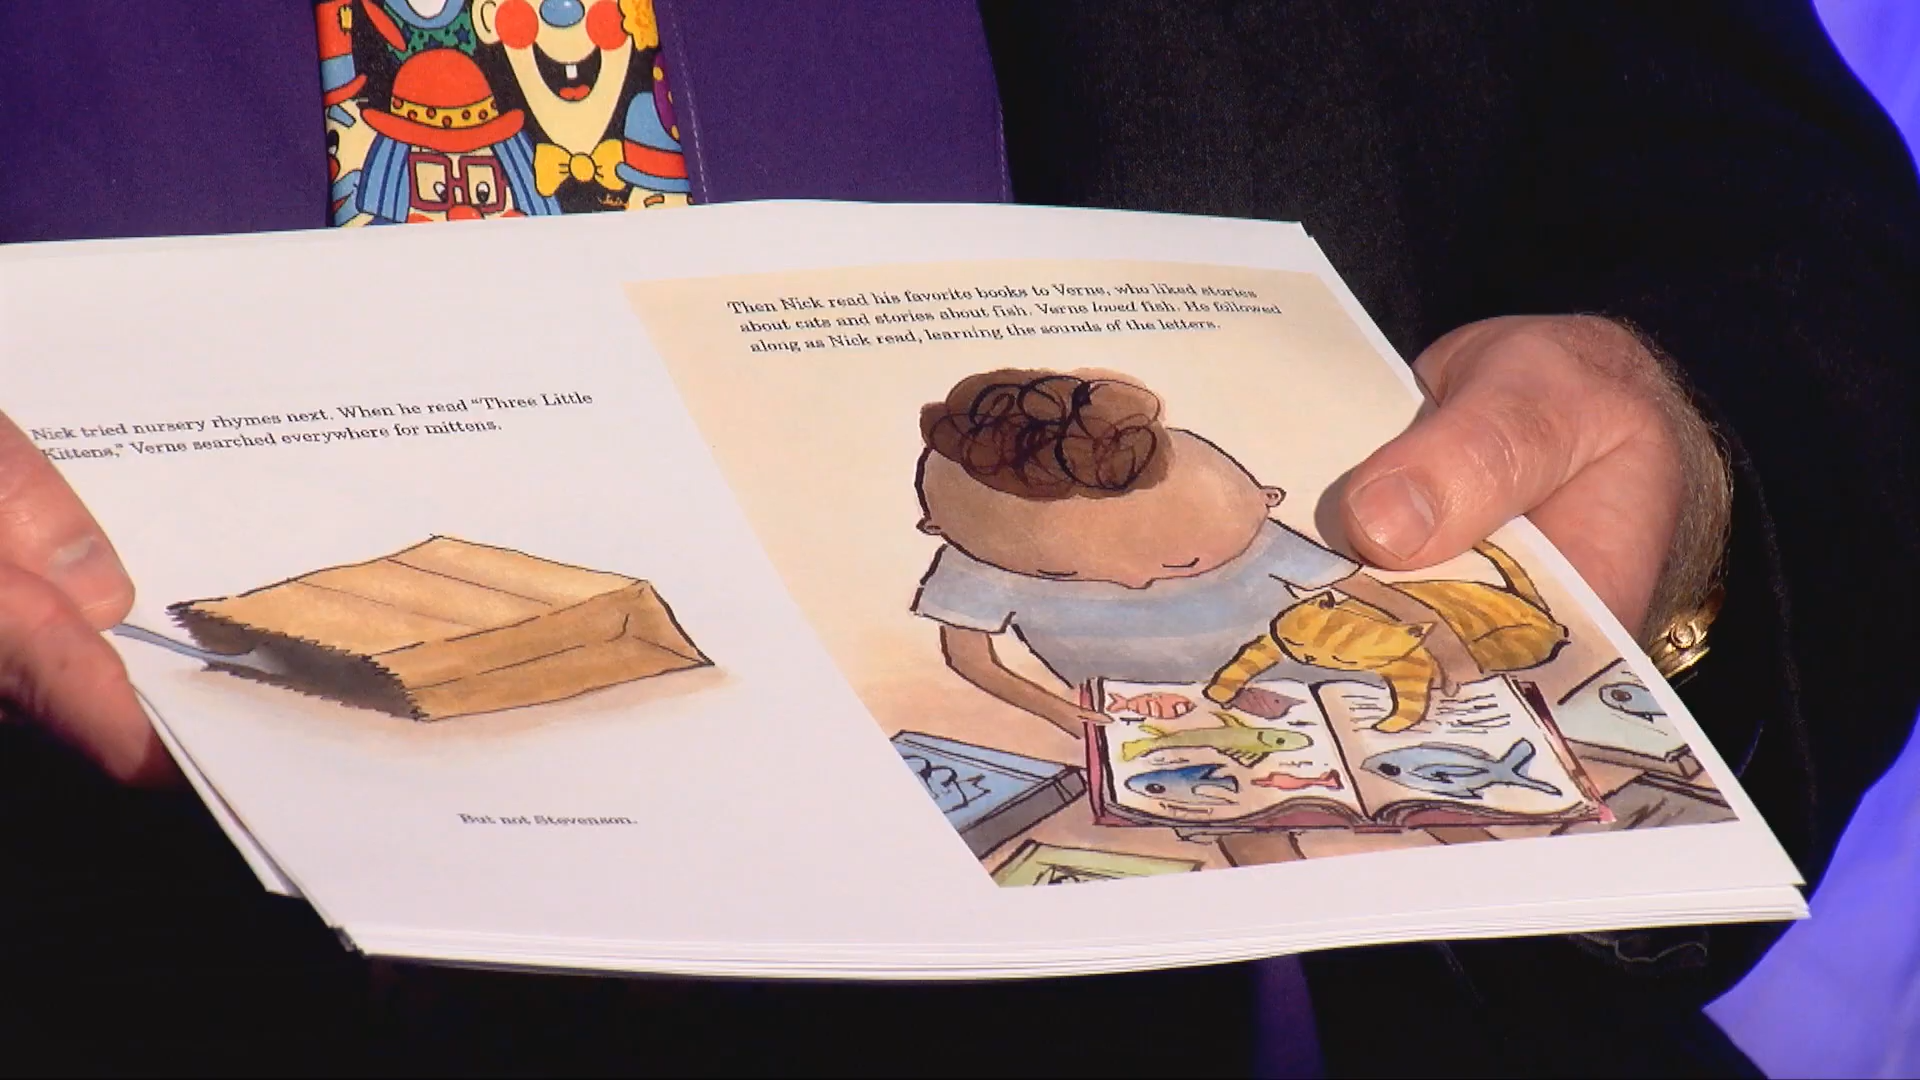 Nick tried nursery rhymes next. When he read "Three Little
Kittens," Verne searched everywhere for mittens.
But not Stevenson.
Then Nick read his favorite books to Verne, who liked stories
about cats and stories about fish. Verne loved fish. He followed
along as Nick read, learning the sounds of the letters.